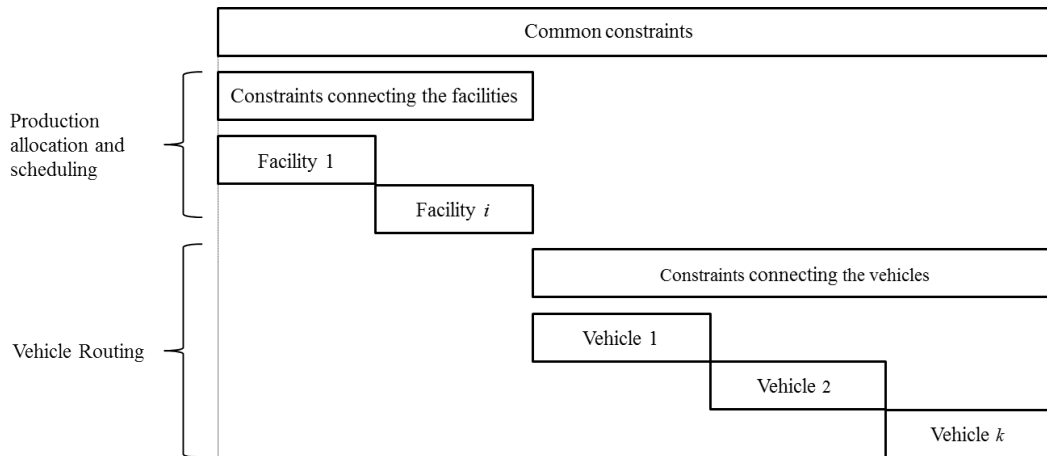 Common constraints
Constraints connecting the facilities
Production
allocation and
scheduling
Facility 1
Facility i
Constraints connecting the vehicles
Vehicle 1
Vehicle Routing
Vehicle 2
Vehicle k